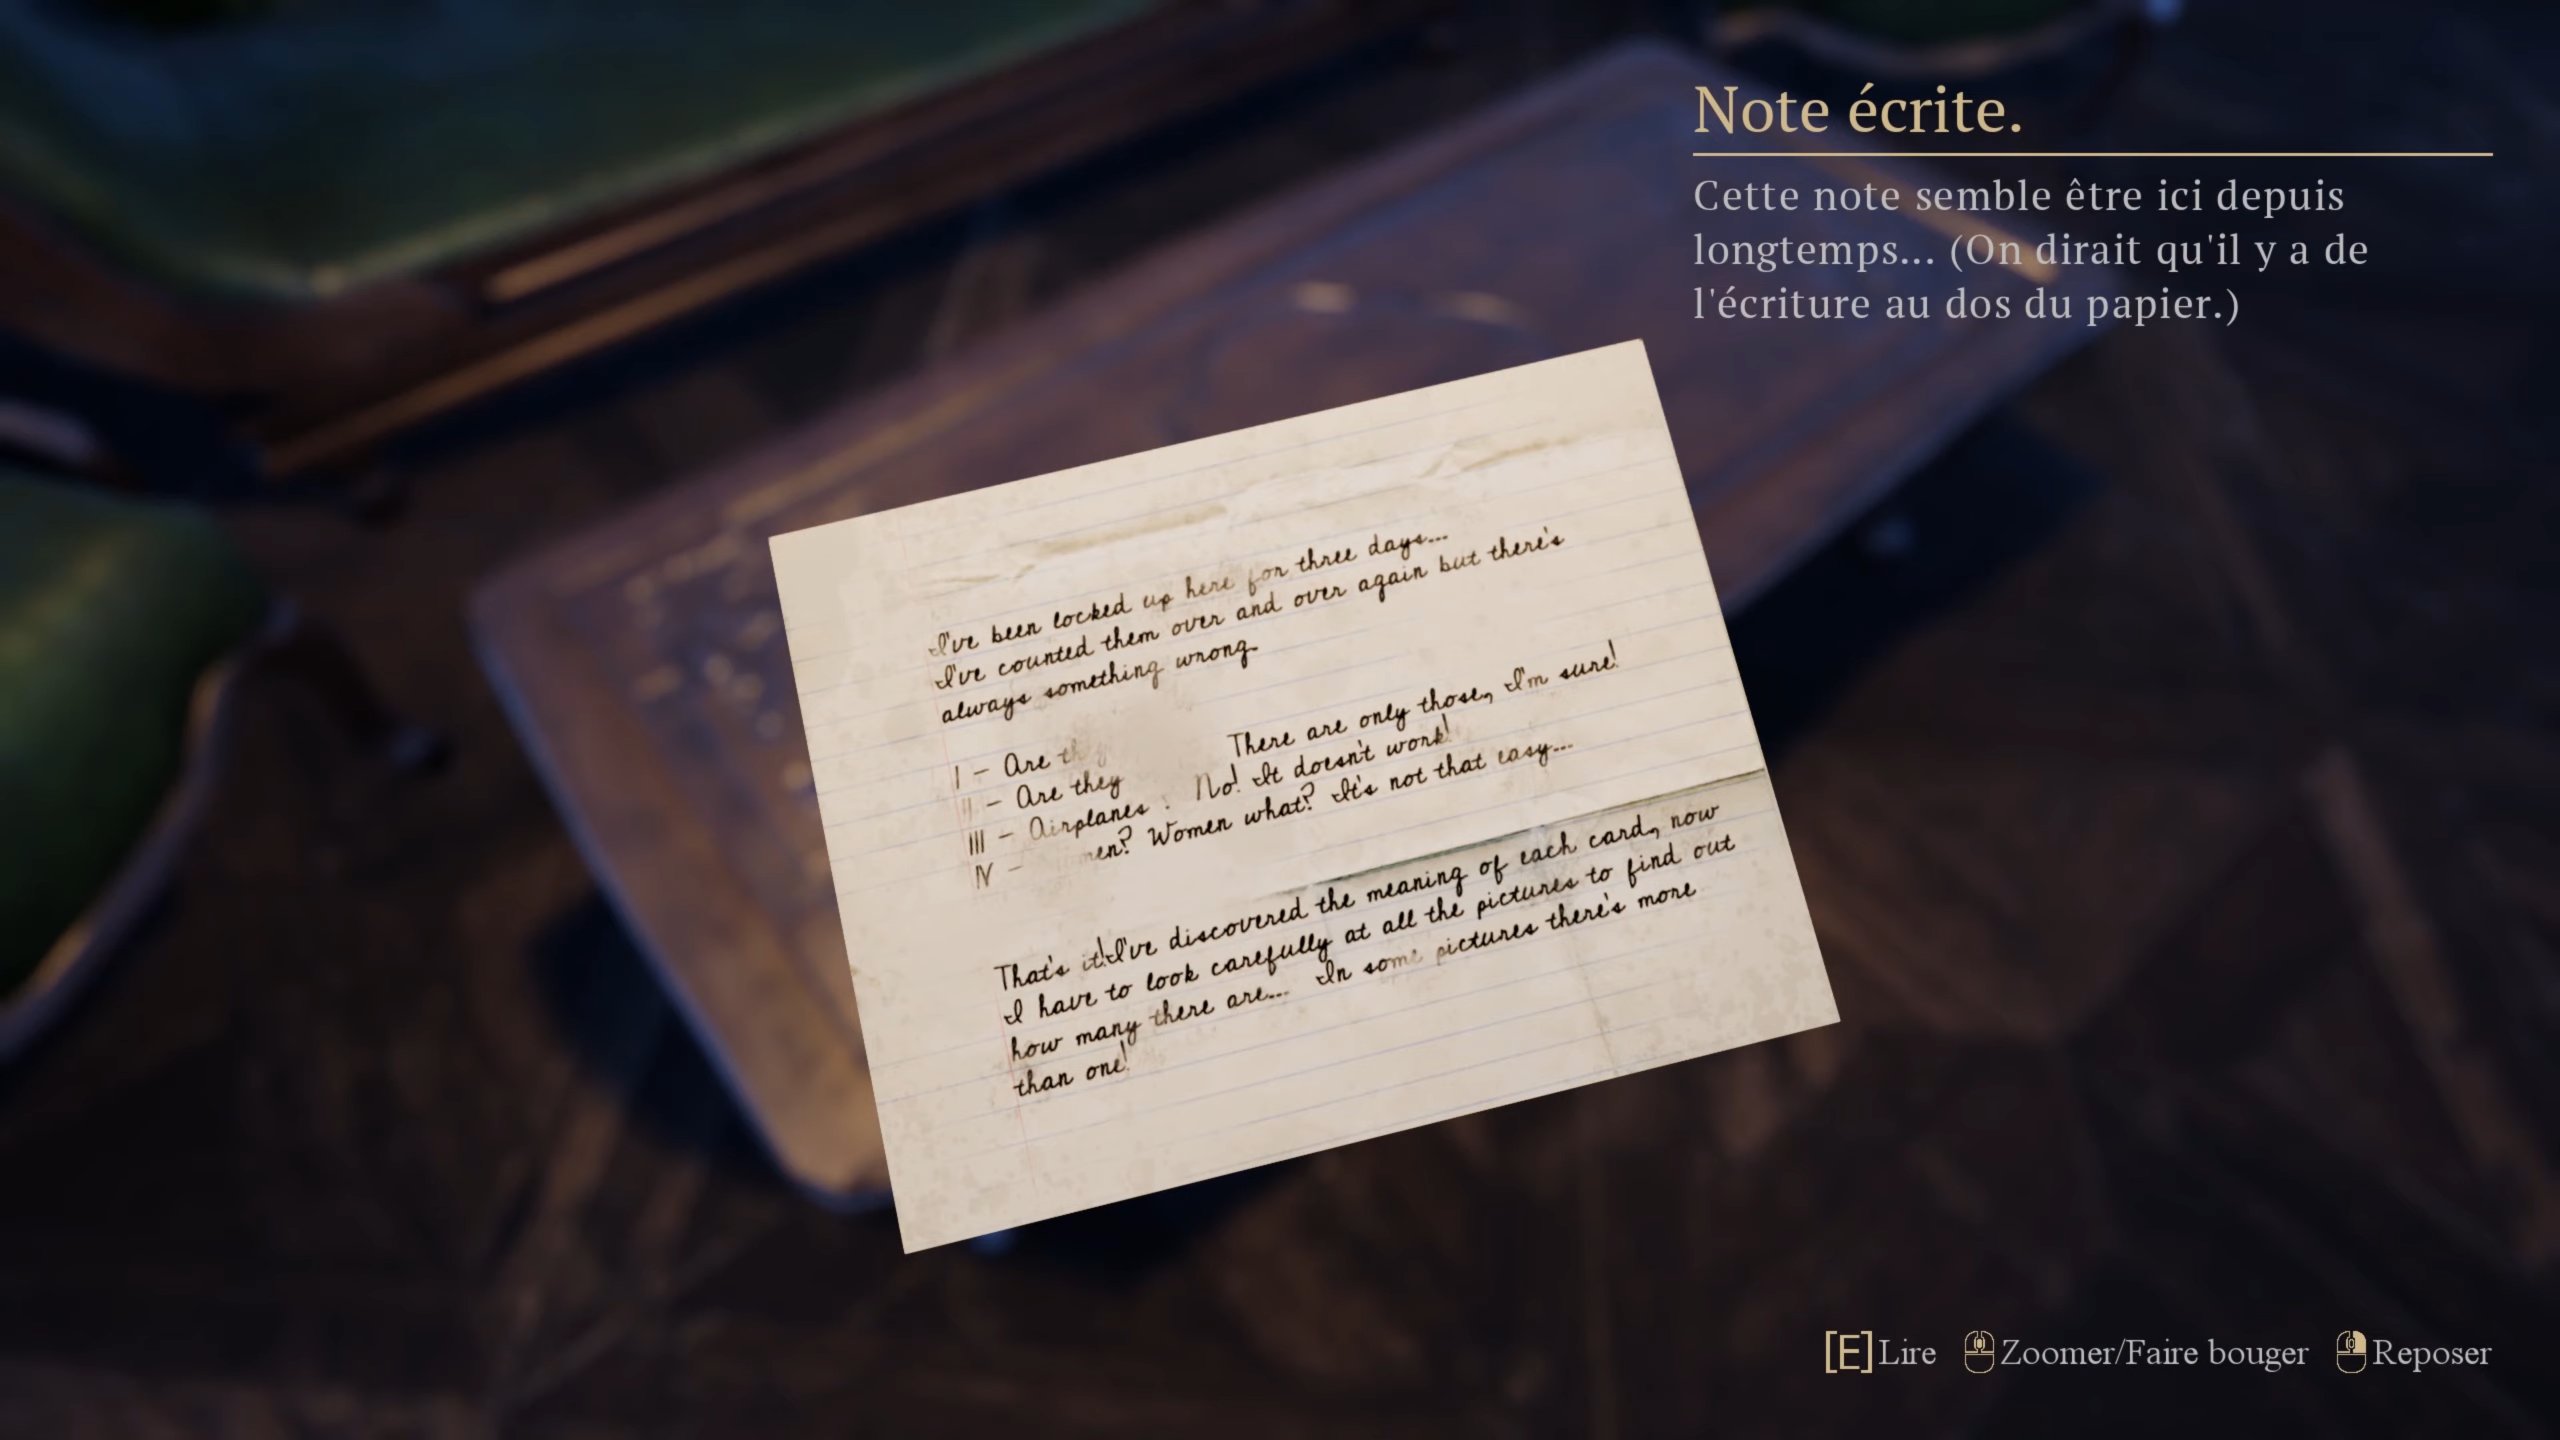 Note écrite.
Cette note semble être ici depuis
longtemps... (On dirait qu'il y a de
l'écriture au dos du papier.)
I've been locked up here for three days...
I've counted them over and over again but there's
always something wrong.
I - Are
There are only those, I'm sure!
II - Are they
No! It doesn't work!
III - Airplanes
IV - Women what? It's not that easy...
That's it! I've discovered the meaning of each card, now
I have to look carefully at all the pictures to find out
how many there are... In some pictures there's more
than one!
[E] Lire Zoomer/Faire bouger Reposer